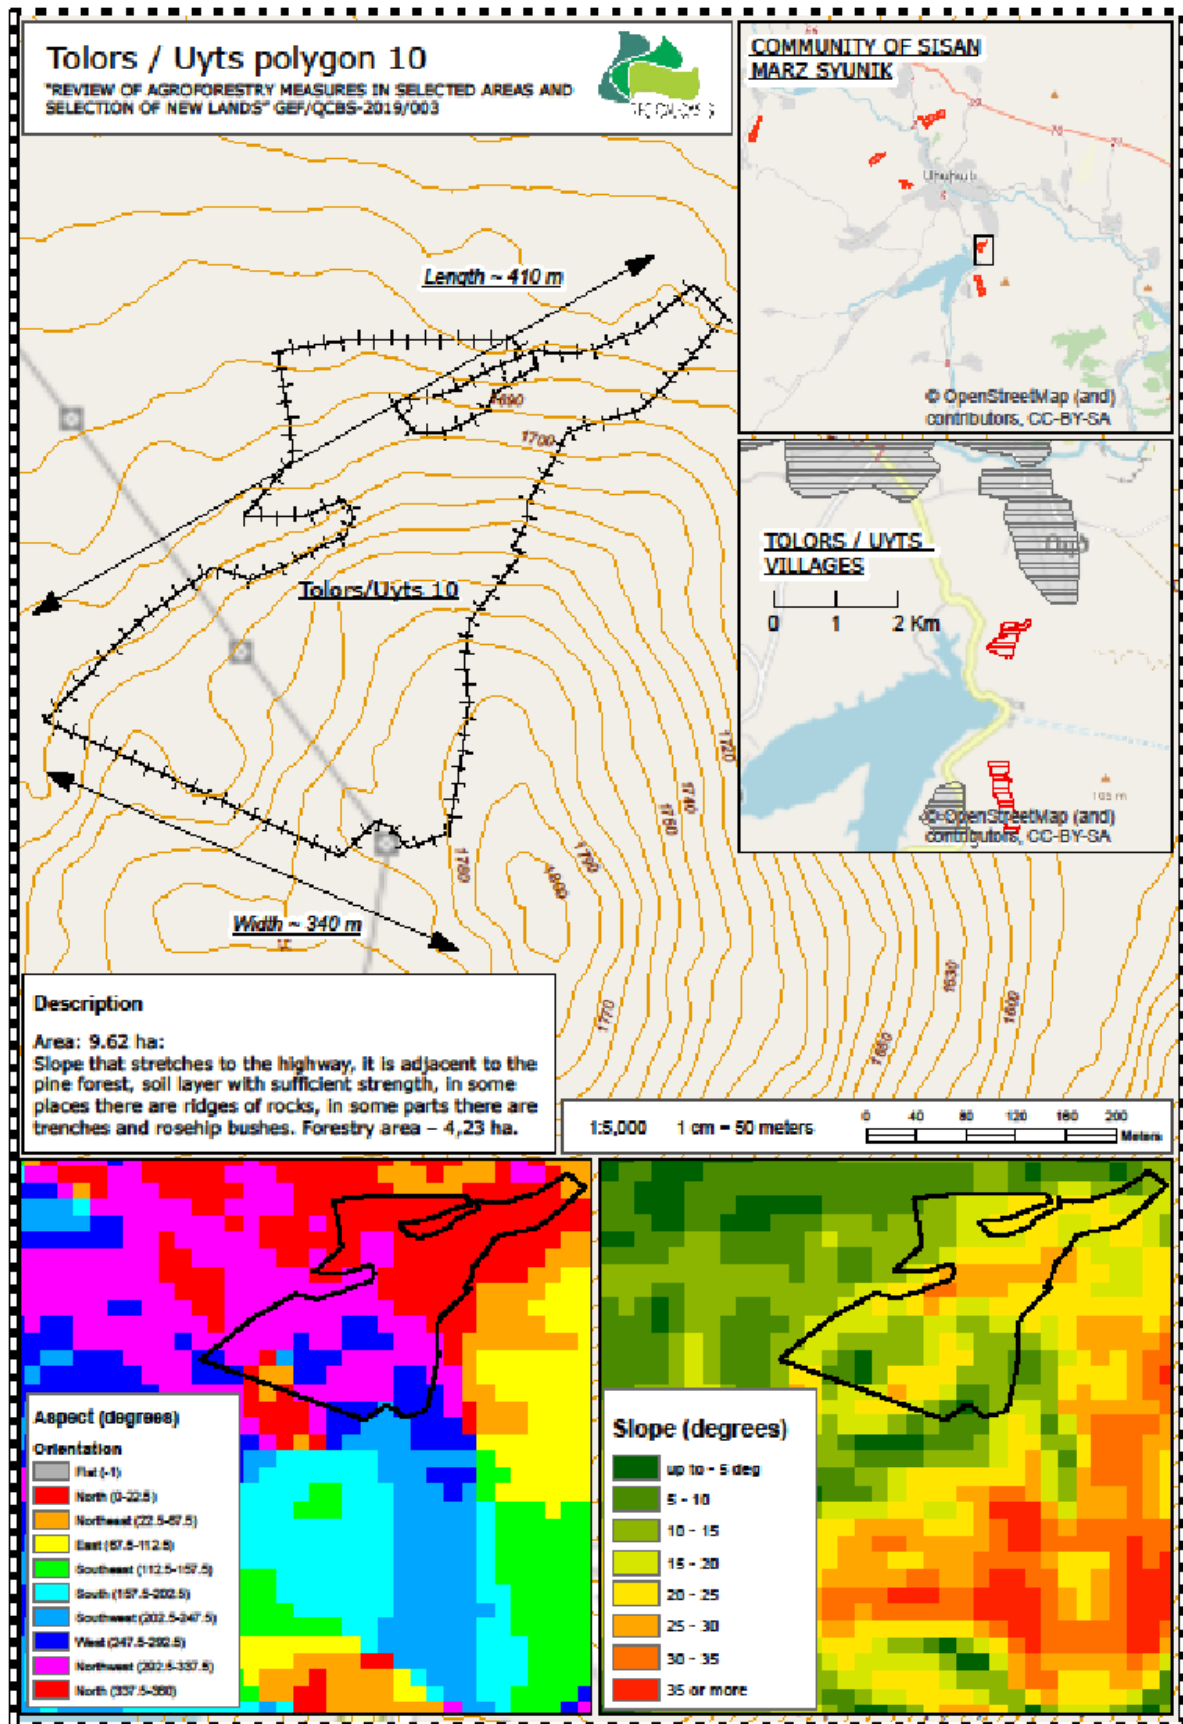 Tolors / Uyts polygon 10
"REVIEW OF AGROFORESTRY MEASURES IN SELECTED AREAS AND
SELECTION OF NEW LANDS" GEF/QCBS-2019/003
COMMUNITY OF SISAN
MARZ SYUNIK
© OpenStreetMap (and)
contributors, CC-BY-SA
Length ~ 410 m
1690
1700
Tolors/Uyts 10
TOLORS / UYTS
VILLAGES
0 1 2 Km
© OpenStreetMap (and)
contributors, CC-BY-SA
1720
1740
1760
1780
1790
1800
Width ~ 340 m
1770
1630
1600
1660
Description
Area: 9.62 ha:
Slope that stretches to the highway, it is adjacent to the
pine forest, soil layer with sufficient strength, in some
places there are ridges of rocks, in some parts there are
trenches and rosehip bushes. Forestry area – 4,23 ha.
1:5,000 1 cm = 50 meters
0 40 80 120 160 200
Meters
Aspect (degrees)
Orientation
Flat (-1)
North (0-22.5)
Northeast (22.5-67.5)
East (67.5-112.5)
Southeast (112.5-157.5)
South (157.5-202.5)
Southwest (202.5-247.5)
West (247.5-292.5)
Northwest (292.5-337.5)
North (337.5-360)
Slope (degrees)
up to - 5 deg
5 - 10
10 - 15
15 - 20
20 - 25
25 - 30
30 - 35
35 or more